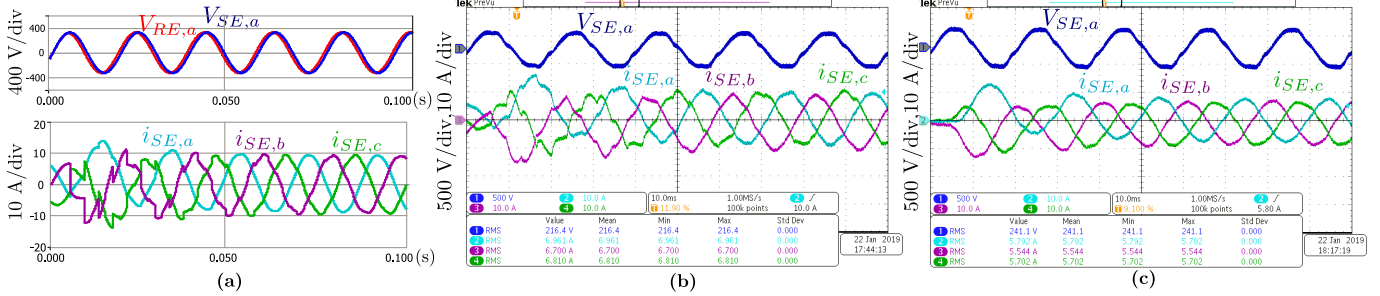 400 V/div
400
0
-400
V_{RE,a}
V_{SE,a}
0.000
0.050
0.100
(s)
10 A/div
20
10
0
-10
-20
i_{SE,a}
i_{SE,b}
i_{SE,c}
0.000
0.050
0.100
(s)
(a)
500 V/div, 10 A/div
Tek PreVu
T
1
V_{SE,a}
i_{SE,a}
i_{SE,b}
i_{SE,c}
3
1 500 V 2 10.0 A
3 10.0 A 4 10.0 A
10.0ms 1.00MS/s
T 11.90 % 100k points
2 ∫
10.0 A
Value Mean Min Max Std Dev
1 RMS 216.4 V 216.4 216.4 216.4 0.000
2 RMS 6.961 A 6.961 6.961 6.961 0.000
3 RMS 6.700 A 6.700 6.700 6.700 0.000
4 RMS 6.810 A 6.810 6.810 6.810 0.000
22 Jan 2019
17:44:13
(b)
500 V/div, 10 A/div
Tek PreVu
T
1
V_{SE,a}
i_{SE,a}
i_{SE,b}
i_{SE,c}
2
1 500 V 2 10.0 A
3 10.0 A 4 10.0 A
10.0ms 1.00MS/s
T 9.100 % 100k points
2 ∫
5.80 A
Value Mean Min Max Std Dev
1 RMS 241.1 V 241.1 241.1 241.1 0.000
2 RMS 5.792 A 5.792 5.792 5.792 0.000
3 RMS 5.544 A 5.544 5.544 5.544 0.000
4 RMS 5.702 A 5.702 5.702 5.702 0.000
22 Jan 2019
18:17:19
(c)